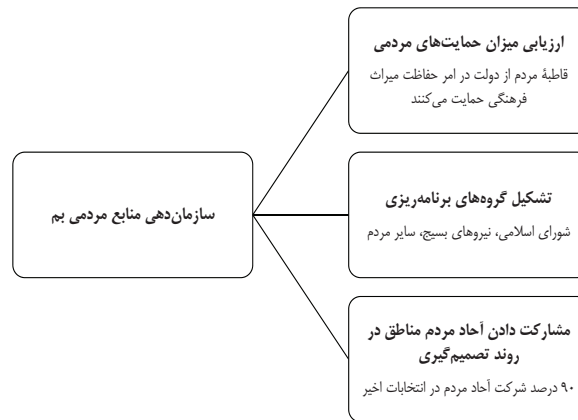 ارزیابی میزان حمایت‌های مردمی
قاطبۀ مردم از دولت در امر حفاظت میراث
فرهنگی حمایت می‌کنند
سازمان‌دهی منابع مردمی بم
تشکیل گروه‌های برنامه‌ریزی
شورای اسلامی، نیروهای بسیج، سایر مردم
مشارکت دادن آحاد مردم مناطق در
روند تصمیم‌گیری
۹۰ درصد شرکت آحاد مردم در انتخابات اخیر